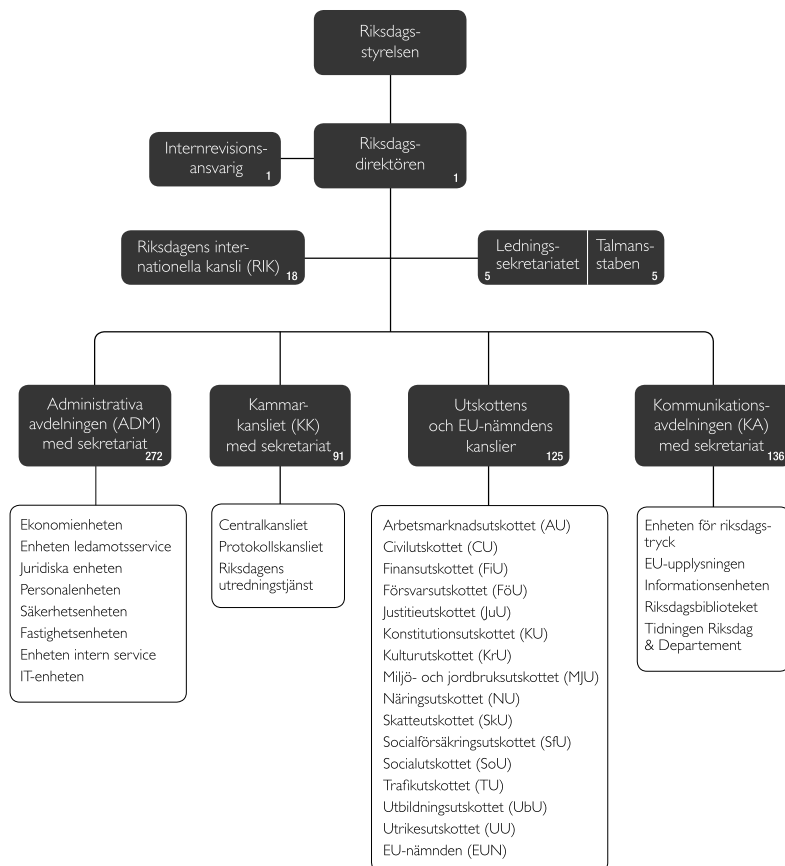 Riksdags-
styrelsen
Internrevisions-
ansvarig
1
Riksdags-
direktören
1
Riksdagens inter-
nationella kansli (RIK)
18
Lednings-
sekretariatet
5
Talmans-
staben
5
Administrativa
avdelningen (ADM)
med sekretariat
272
Kammar-
kansliet (KK)
med sekretariat
91
Utskottens
och EU-nämndens
kanslier
125
Kommunikations-
avdelningen (KA)
med sekretariat
136
Ekonomienheten
Enheten ledamotsservice
Juridiska enheten
Personalenheten
Säkerhetsenheten
Fastighetsenheten
Enheten intern service
IT-enheten
Centralkansliet
Protokollskansliet
Riksdagens
utredningstjänst
Arbetsmarknadsutskottet (AU)
Civilutskottet (CU)
Finansutskottet (FiU)
Försvarsutskottet (FöU)
Justitieutskottet (JuU)
Konstitutionsutskottet (KU)
Kulturutskottet (KrU)
Miljö- och jordbruksutskottet (MJU)
Näringsutskottet (NU)
Skatteutskottet (SkU)
Socialförsäkringsutskottet (SfU)
Socialutskottet (SoU)
Trafikutskottet (TU)
Utbildningsutskottet (UbU)
Utrikesutskottet (UU)
EU-nämnden (EUN)
Enheten för riksdags-
tryck
EU-upplysningen
Informationsenheten
Riksdagsbiblioteket
Tidningen Riksdag
& Departement